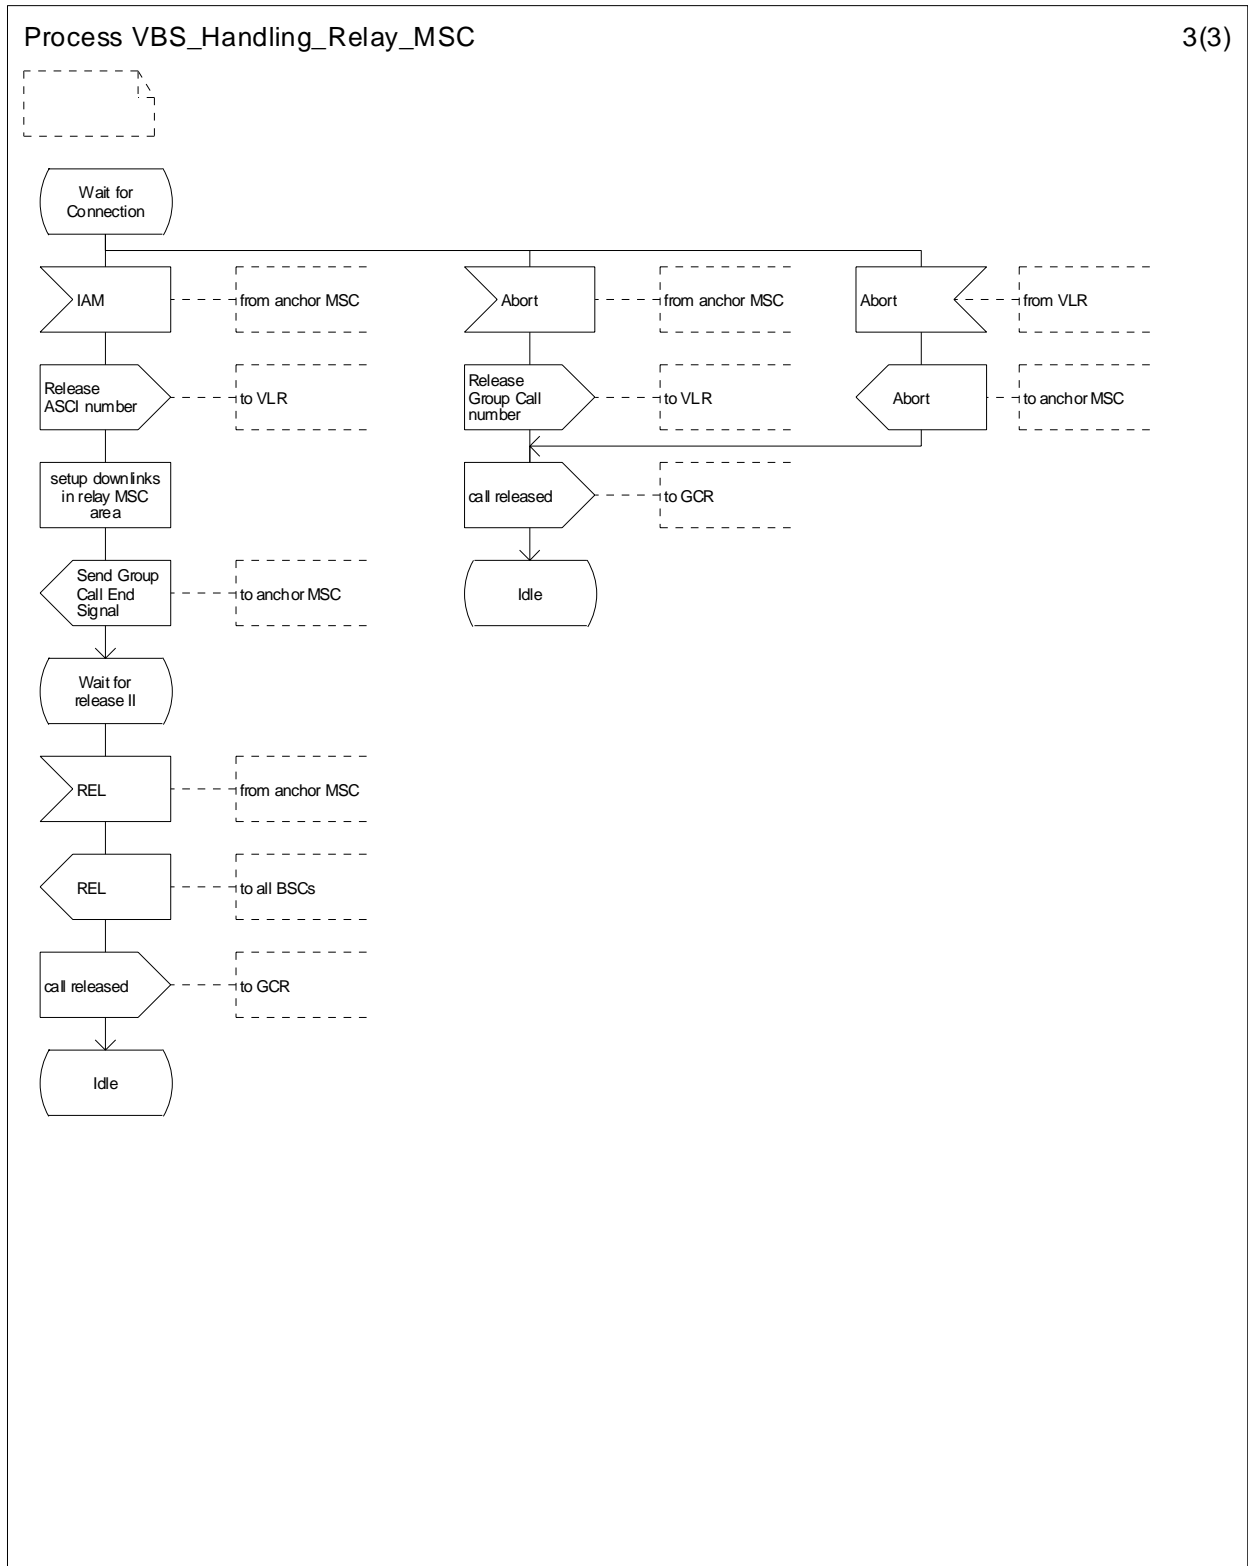 Process VBS_Handling_Relay_MSC
3(3)
Wait for
Connection
IAM
from anchor MSC
Abort
from anchor MSC
Abort
from VLR
Release
ASCI number
to VLR
Release
Group Call
number
to VLR
Abort
to anchor MSC
setup downlinks
in relay MSC
area
call released
to GCR
Send Group
Call End
Signal
to anchor MSC
Idle
Wait for
release II
REL
from anchor MSC
REL
to all BSCs
call released
to GCR
Idle